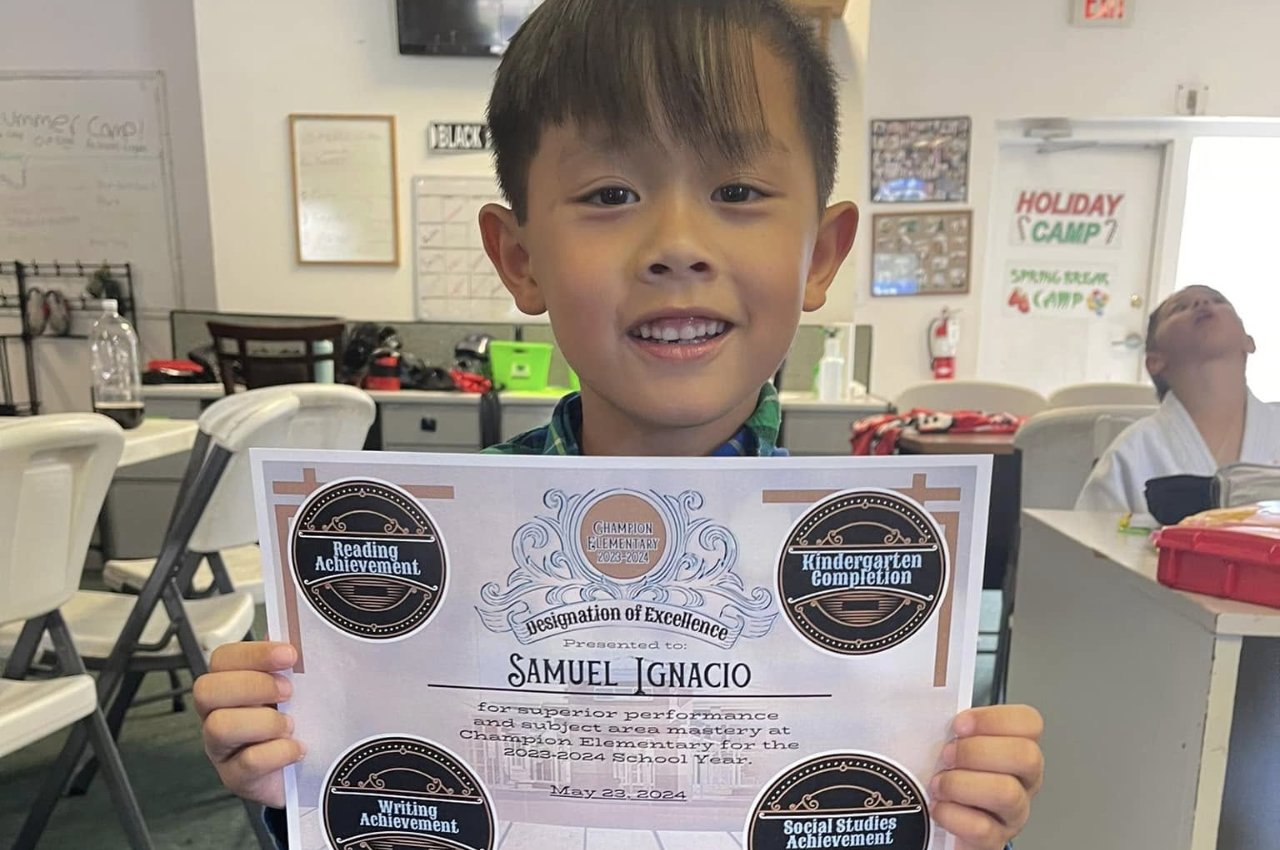 EXIT
ummer Camp!
BLACK
HOLIDAY
CAMP
SPRING BREAK
CAMP
Reading
Achievement
Champion
Elementary
2023-2024
Kindergarten
Completion
Designation of Excellence
Presented to:
Samuel Ignacio
for superior performance
and subject area mastery at
Champion Elementary for the
2023-2024 School Year.
May 23, 2024
Writing
Achievement
Social Studies
Achievement